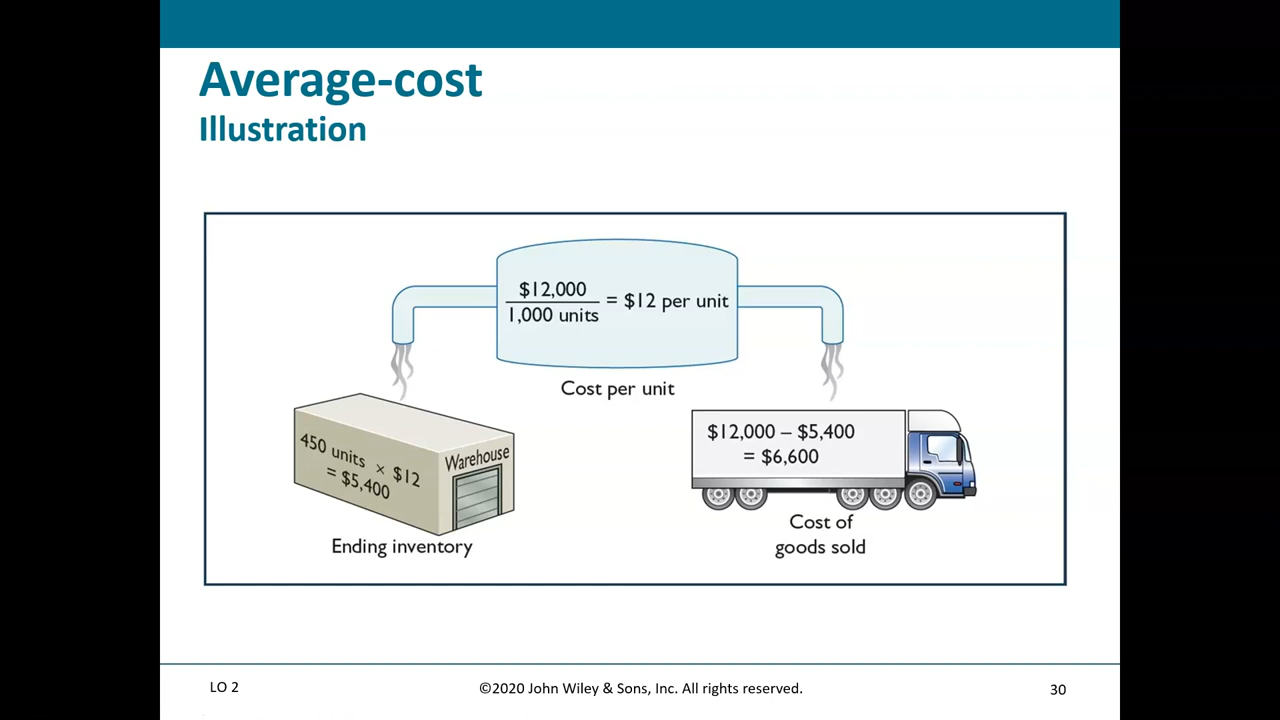 Average-cost
Illustration
$12,000
1,000 units
= $12 per unit
Cost per unit
450 units × $12
= $5,400
Warehouse
Ending inventory
$12,000 – $5,400
= $6,600
Cost of
goods sold
LO 2
©2020 John Wiley & Sons, Inc. All rights reserved.
30